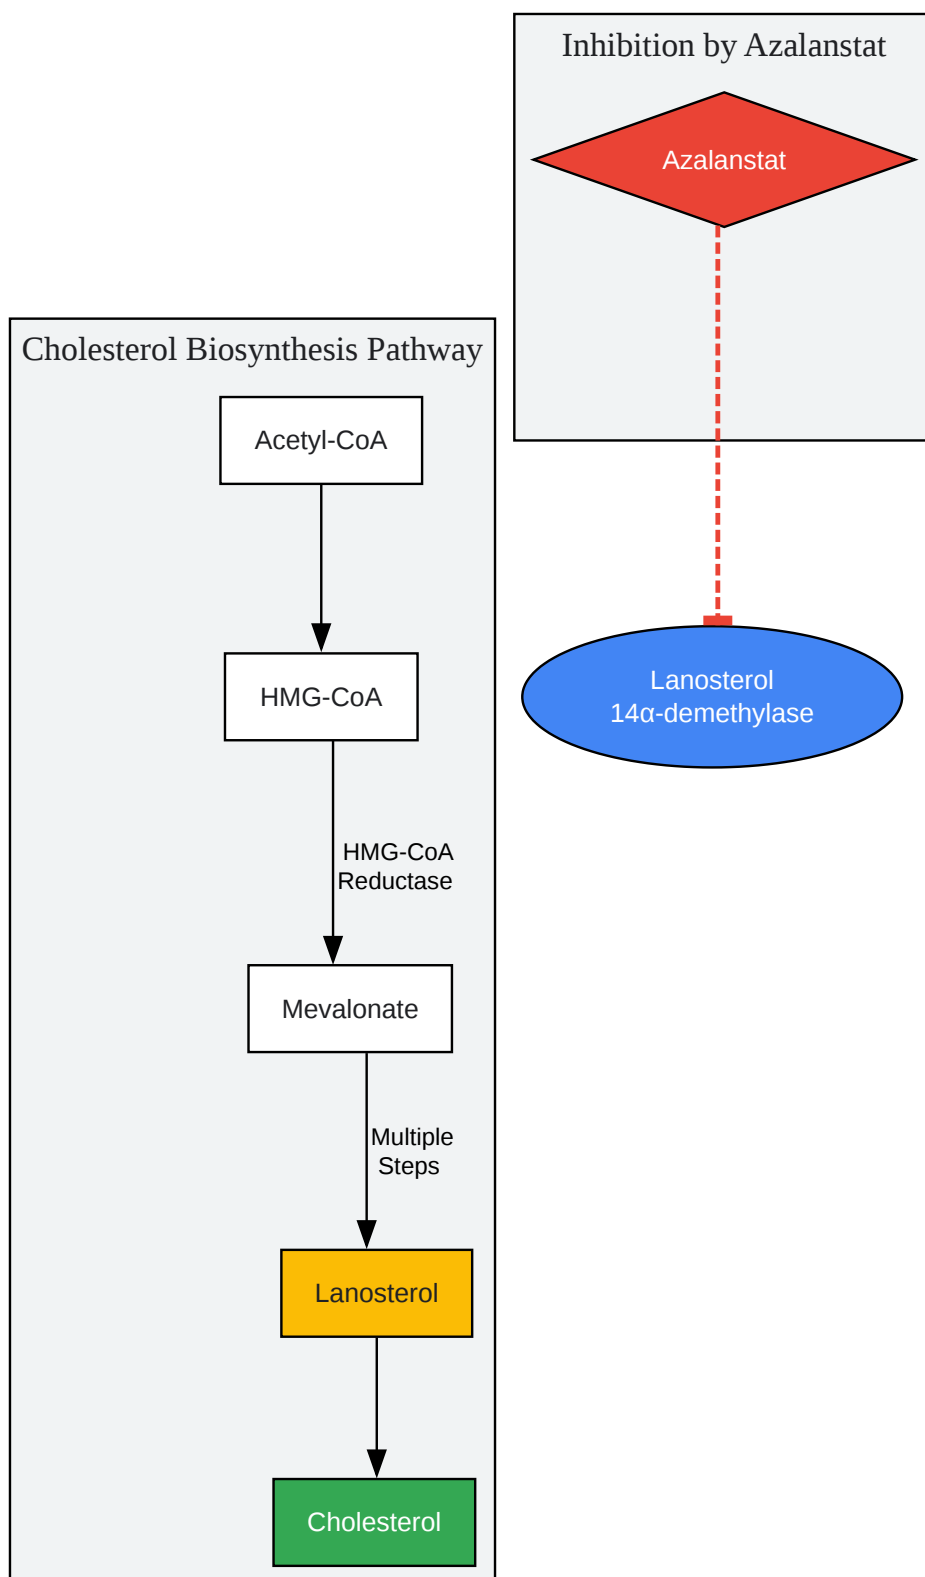 Inhibition by Azalanstat
Azalanstat
Cholesterol Biosynthesis Pathway
Acetyl-CoA
HMG-CoA
Lanosterol
14α-demethylase
HMG-CoA
Reductase
Mevalonate
Multiple
Steps
Lanosterol
Cholesterol